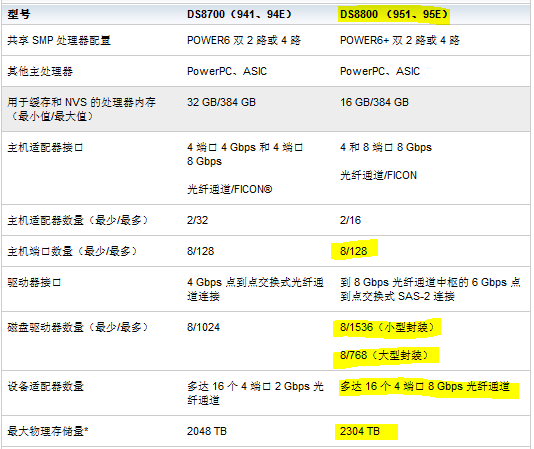 型号 DS8700（941、94E） DS8800 （951、95E）
共享 SMP 处理器配置 POWER6 双 2 路或 4 路 POWER6+ 双 2 路或 4 路
其他主处理器 PowerPC、ASIC PowerPC、ASIC
用于缓存和 NVS 的处理器内存 32 GB/384 GB 16 GB/384 GB
（最小值/最大值）
主机适配器接口 4 端口 4 Gbps 和 4 端口 4 和 8 端口 8 Gbps
8 Gbps
光纤通道/FICON® 光纤通道/FICON
主机适配器数量（最少/最多） 2/32 2/16
主机端口数量（最少/最多） 8/128 8/128
驱动器接口 4 Gbps 点到点交换式光纤通 到 8 Gbps 光纤通道中枢的 6 Gbps 点
道连接 到点交换式 SAS-2 连接
磁盘驱动器数量（最少/最多） 8/1024 8/1536（小型封装）
8/768（大型封装）
设备适配器数量 多达 16 个 4 端口 2 Gbps 光 多达 16 个 4 端口 8 Gbps 光纤通道
纤通道
最大物理存储量* 2048 TB 2304 TB